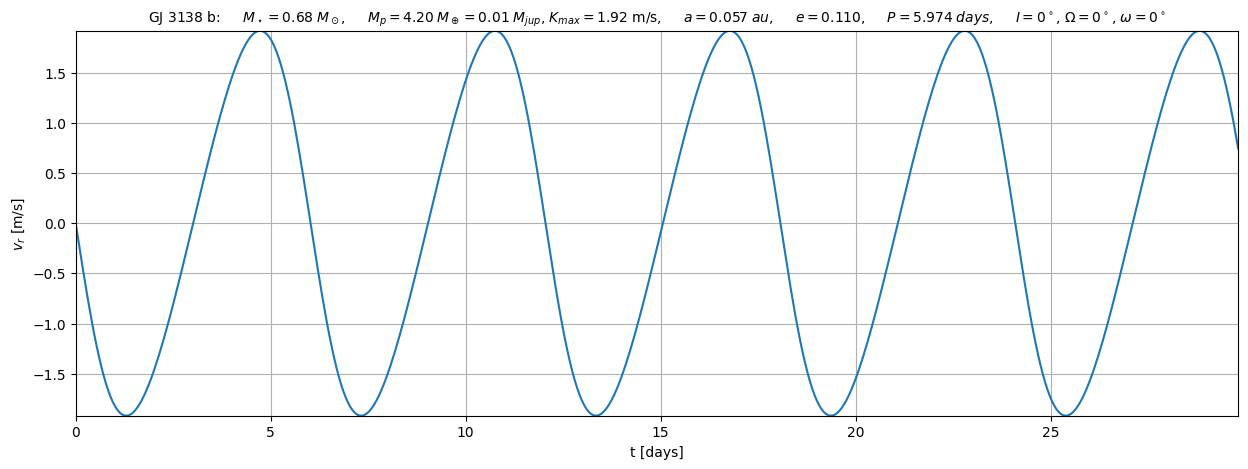 GJ 3138 b: M⋆ = 0.68 M⊙, Mp = 4.20 M⊕ = 0.01 Mjup, Kmax = 1.92 m/s, a = 0.057 au, e = 0.110, P = 5.974 days, I = 0°, Ω = 0°, ω = 0°
1.5
1.0
0.5
0.0
−0.5
−1.0
−1.5
vr [m/s]
0 5 10 15 20 25
t [days]